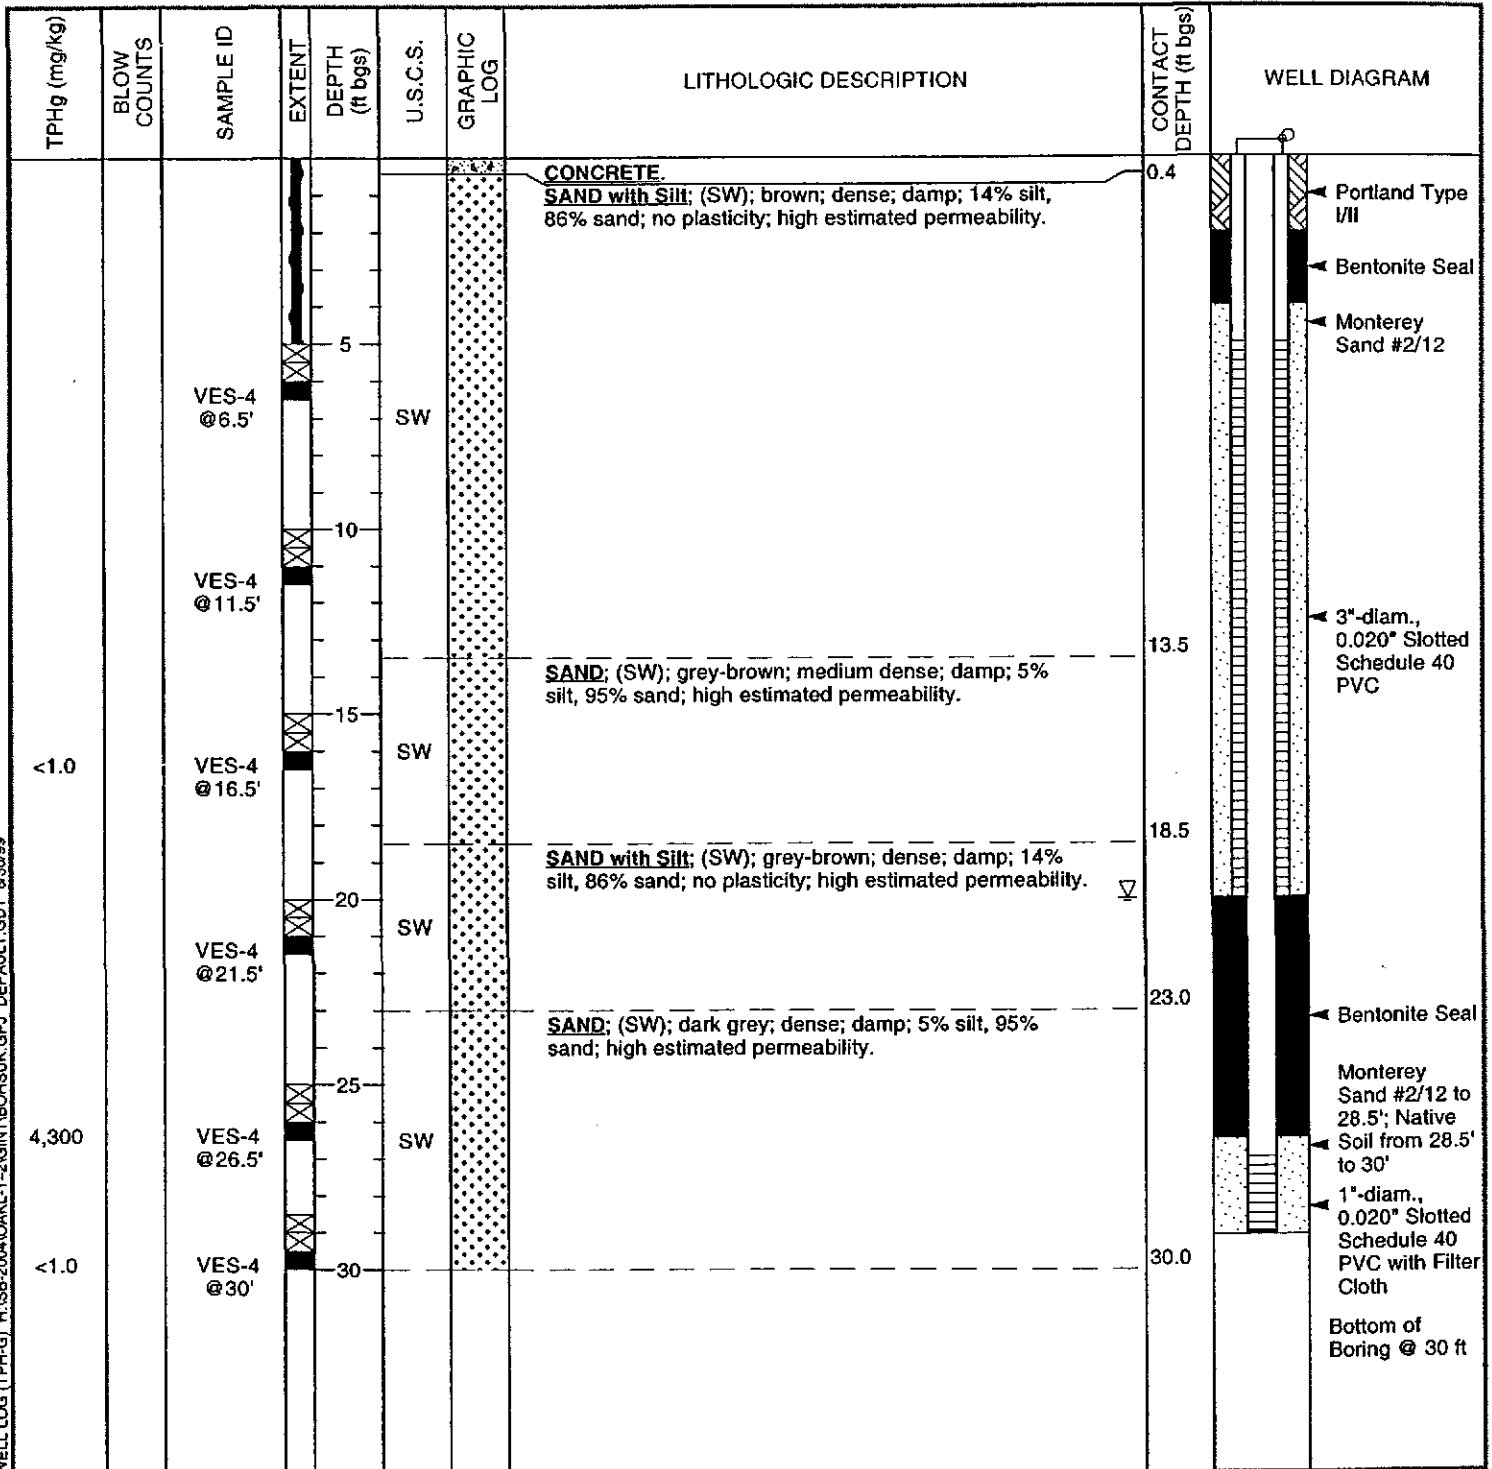 TPHg (mg/kg)
BLOW
COUNTS
SAMPLE ID
EXTENT
DEPTH
(ft bgs)
U.S.C.S.
GRAPHIC
LOG
LITHOLOGIC DESCRIPTION
CONTACT
DEPTH (ft bgs)
WELL DIAGRAM
CONCRETE.
0.4
SAND with Silt; (SW); brown; dense; damp; 14% silt,
86% sand; no plasticity; high estimated permeability.
Portland Type
I/II
Bentonite Seal
Monterey
Sand #2/12
5
VES-4
@6.5'
SW
10
VES-4
@11.5'
3"-diam.,
0.020" Slotted
Schedule 40
PVC
13.5
SAND; (SW); grey-brown; medium dense; damp; 5%
silt, 95% sand; high estimated permeability.
15
SW
<1.0
VES-4
@16.5'
18.5
SAND with Silt; (SW); grey-brown; dense; damp; 14%
silt, 86% sand; no plasticity; high estimated permeability.
20
SW
VES-4
@21.5'
23.0
SAND; (SW); dark grey; dense; damp; 5% silt, 95%
sand; high estimated permeability.
Bentonite Seal
25
Monterey
Sand #2/12 to
28.5'; Native
Soil from 28.5'
to 30'
4,300
VES-4
@26.5'
SW
1"-diam.,
0.020" Slotted
Schedule 40
PVC with Filter
Cloth
<1.0
VES-4
@30'
30
30.0
Bottom of
Boring @ 30 ft